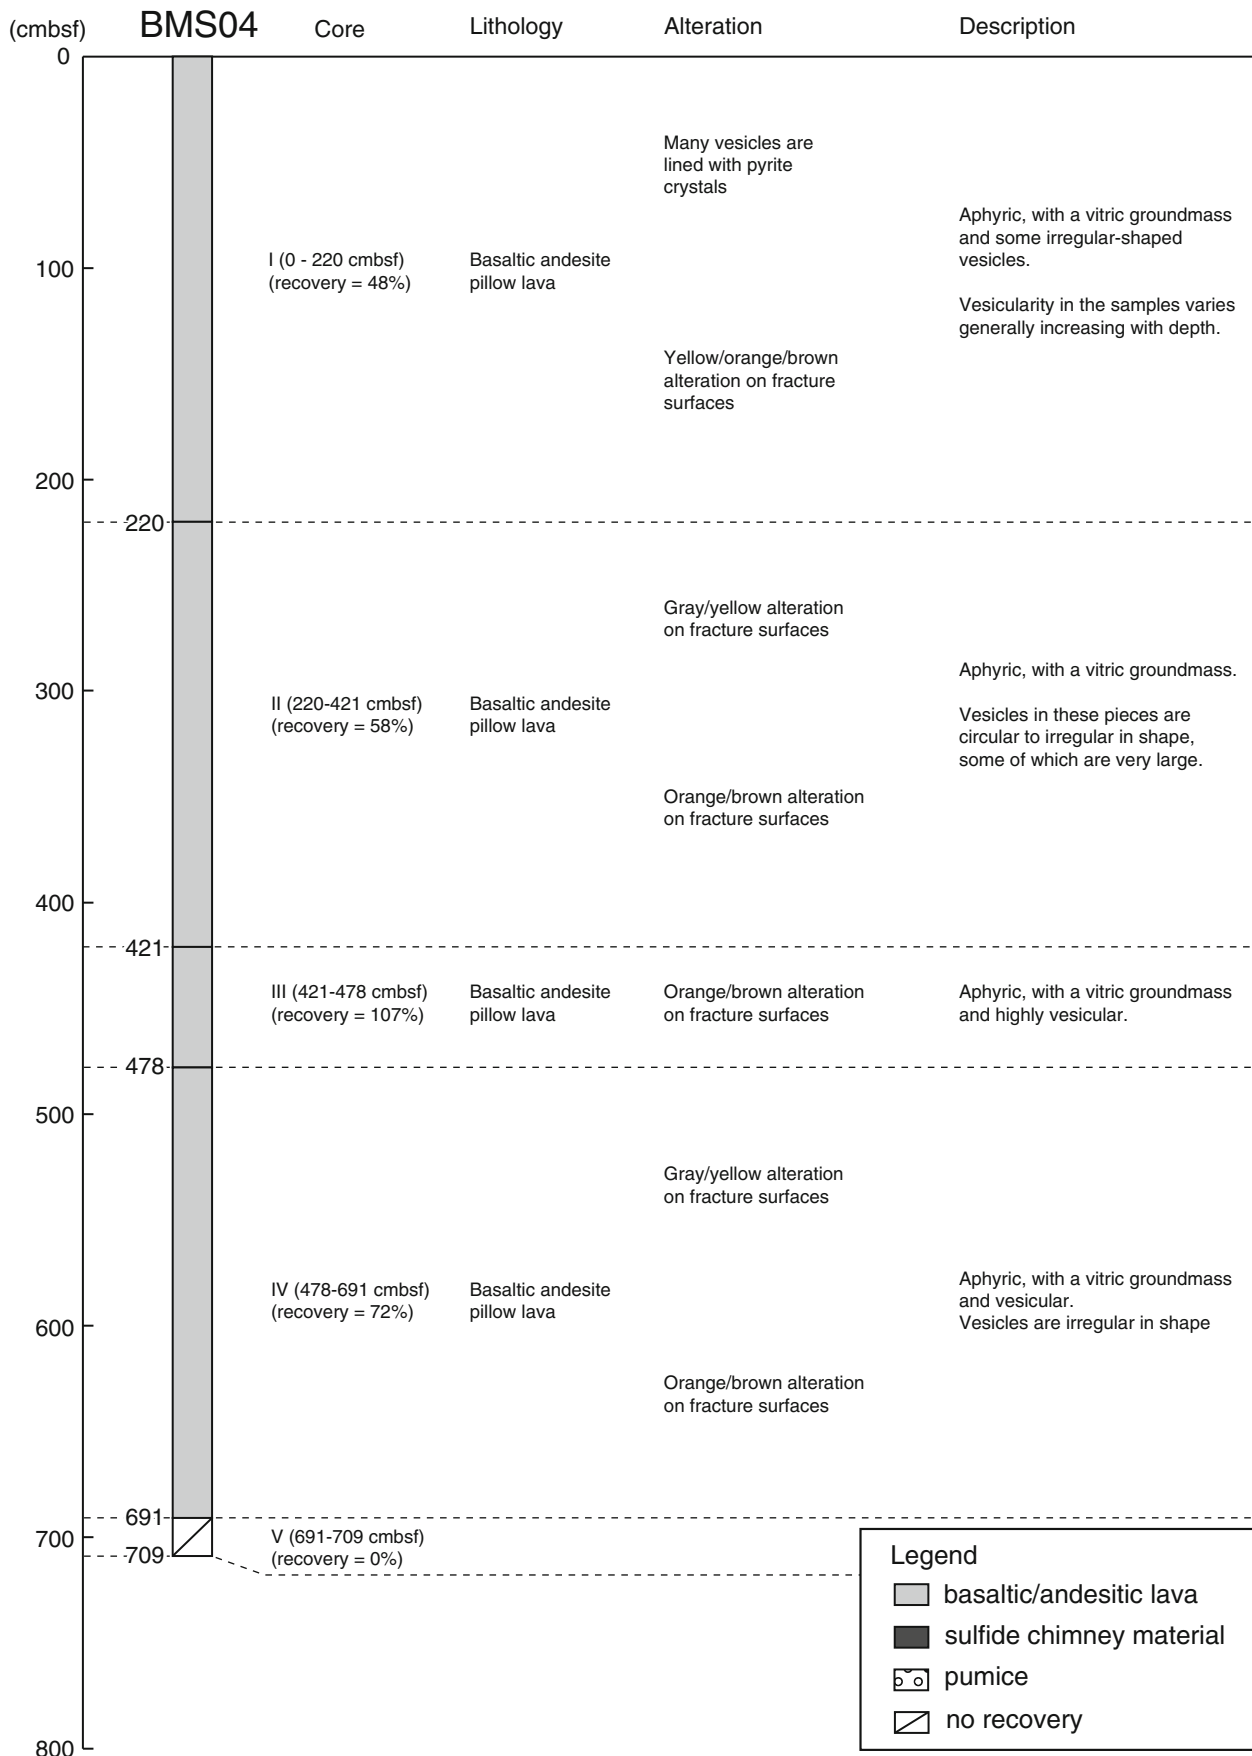 (cmbsf) BMS04 Core Lithology Alteration Description
0
Many vesicles are
lined with pyrite
crystals
Aphyric, with a vitric groundmass
and some irregular-shaped
vesicles.
100
I (0 - 220 cmbsf)
(recovery = 48%)
Basaltic andesite
pillow lava
Vesicularity in the samples varies
generally increasing with depth.
Yellow/orange/brown
alteration on fracture
surfaces
200
220
Gray/yellow alteration
on fracture surfaces
Aphyric, with a vitric groundmass.
300
II (220-421 cmbsf)
(recovery = 58%)
Basaltic andesite
pillow lava
Vesicles in these pieces are
circular to irregular in shape,
some of which are very large.
Orange/brown alteration
on fracture surfaces
400
421
III (421-478 cmbsf)
(recovery = 107%)
Basaltic andesite
pillow lava
Orange/brown alteration
on fracture surfaces
Aphyric, with a vitric groundmass
and highly vesicular.
478
500
Gray/yellow alteration
on fracture surfaces
IV (478-691 cmbsf)
(recovery = 72%)
Basaltic andesite
pillow lava
Aphyric, with a vitric groundmass
and vesicular.
Vesicles are irregular in shape
600
Orange/brown alteration
on fracture surfaces
691
700
709
V (691-709 cmbsf)
(recovery = 0%)
800
Legend
basaltic/andesitic lava
sulfide chimney material
pumice
no recovery